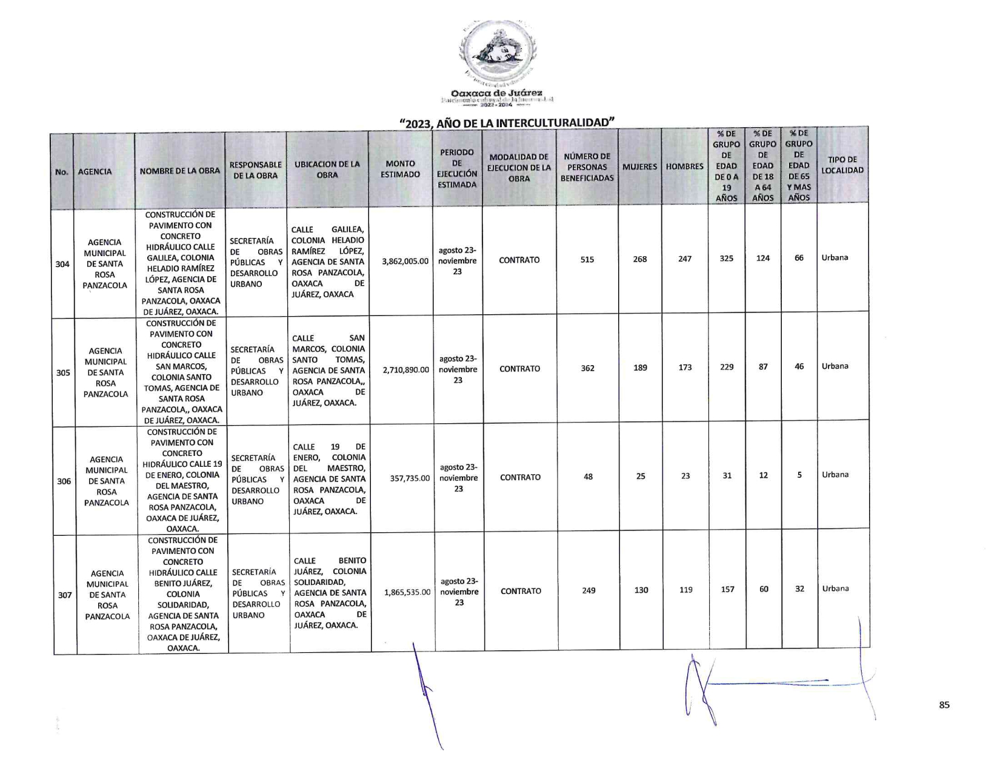 Oaxaca de Juárez
2022 - 2024
“2023, AÑO DE LA INTERCULTURALIDAD”
No.
AGENCIA
NOMBRE DE LA OBRA
RESPONSABLE
DE LA OBRA
UBICACION DE LA
OBRA
MONTO
ESTIMADO
PERIODO
DE
EJECUCIÓN
ESTIMADA
MODALIDAD DE
EJECUCION DE LA
OBRA
NÚMERO DE
PERSONAS
BENEFICIADAS
MUJERES
HOMBRES
% DE
GRUPO
DE
EDAD
DE 0 A
19
AÑOS
% DE
GRUPO
DE
EDAD
DE 18
A 64
AÑOS
% DE
GRUPO
DE
EDAD
DE 65
Y MAS
AÑOS
TIPO DE
LOCALIDAD
304
AGENCIA
MUNICIPAL
DE SANTA
ROSA
PANZACOLA
CONSTRUCCIÓN DE
PAVIMENTO CON
CONCRETO
HIDRÁULICO CALLE
GALILEA, COLONIA
HELADIO RAMÍREZ
LÓPEZ, AGENCIA DE
SANTA ROSA
PANZACOLA, OAXACA
DE JUÁREZ, OAXACA.
SECRETARÍA
DE OBRAS
PÚBLICAS Y
DESARROLLO
URBANO
CALLE GALILEA,
COLONIA HELADIO
RAMÍREZ LÓPEZ,
AGENCIA DE SANTA
ROSA PANZACOLA,
OAXACA DE
JUÁREZ, OAXACA
3,862,005.00
agosto 23-
noviembre
23
CONTRATO
515
268
247
325
124
66
Urbana
305
AGENCIA
MUNICIPAL
DE SANTA
ROSA
PANZACOLA
CONSTRUCCIÓN DE
PAVIMENTO CON
CONCRETO
HIDRÁULICO CALLE
SAN MARCOS,
COLONIA SANTO
TOMAS, AGENCIA DE
SANTA ROSA
PANZACOLA,, OAXACA
DE JUÁREZ, OAXACA.
SECRETARÍA
DE OBRAS
PÚBLICAS Y
DESARROLLO
URBANO
CALLE SAN
MARCOS, COLONIA
SANTO TOMAS,
AGENCIA DE SANTA
ROSA PANZACOLA,,
OAXACA DE
JUÁREZ, OAXACA.
2,710,890.00
agosto 23-
noviembre
23
CONTRATO
362
189
173
229
87
46
Urbana
306
AGENCIA
MUNICIPAL
DE SANTA
ROSA
PANZACOLA
CONSTRUCCIÓN DE
PAVIMENTO CON
CONCRETO
HIDRÁULICO CALLE 19
DE ENERO, COLONIA
DEL MAESTRO,
AGENCIA DE SANTA
ROSA PANZACOLA,
OAXACA DE JUÁREZ,
OAXACA.
SECRETARÍA
DE OBRAS
PÚBLICAS Y
DESARROLLO
URBANO
CALLE 19 DE
ENERO, COLONIA
DEL MAESTRO,
AGENCIA DE SANTA
ROSA PANZACOLA,
OAXACA DE
JUÁREZ, OAXACA.
357,735.00
agosto 23-
noviembre
23
CONTRATO
48
25
23
31
12
5
Urbana
307
AGENCIA
MUNICIPAL
DE SANTA
ROSA
PANZACOLA
CONSTRUCCIÓN DE
PAVIMENTO CON
CONCRETO
HIDRÁULICO CALLE
BENITO JUÁREZ,
COLONIA
SOLIDARIDAD,
AGENCIA DE SANTA
ROSA PANZACOLA,
OAXACA DE JUÁREZ,
OAXACA.
SECRETARÍA
DE OBRAS
PÚBLICAS Y
DESARROLLO
URBANO
CALLE BENITO
JUÁREZ, COLONIA
SOLIDARIDAD,
AGENCIA DE SANTA
ROSA PANZACOLA,
OAXACA DE
JUÁREZ, OAXACA.
1,865,535.00
agosto 23-
noviembre
23
CONTRATO
249
130
119
157
60
32
Urbana
85